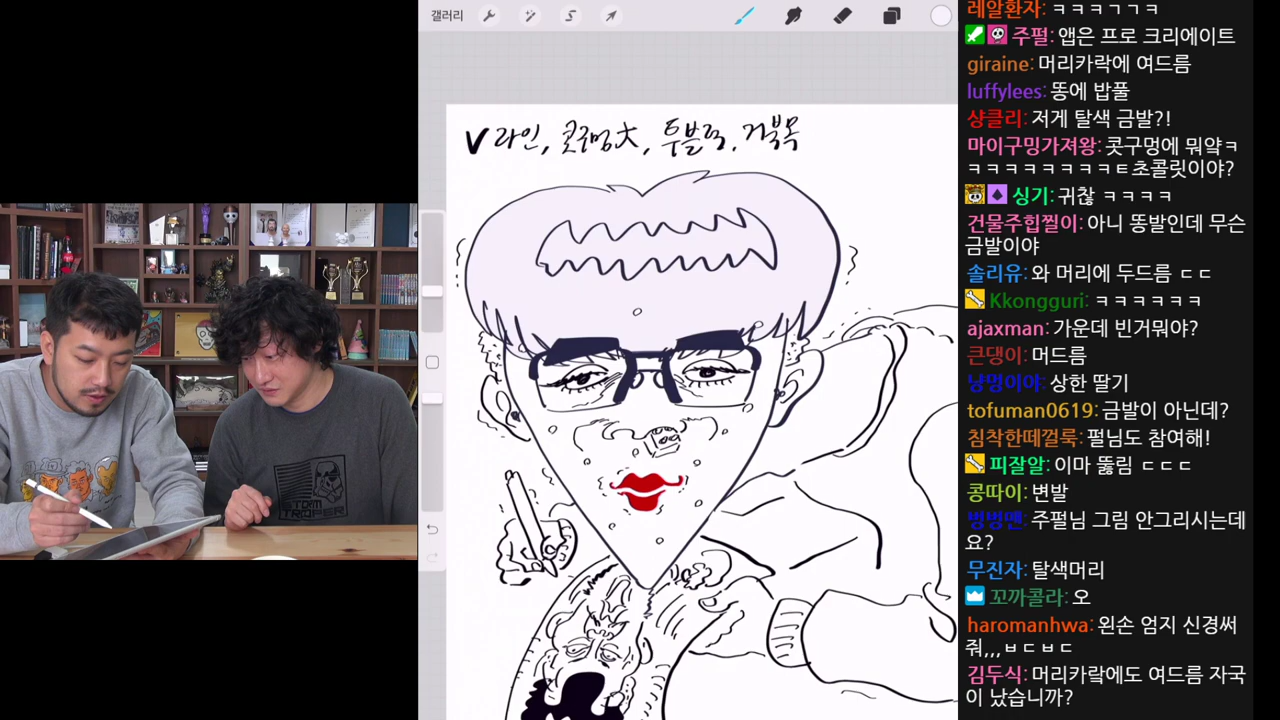 갤러리
V라인, 콧구멍大, 투블럭, 거북목
STORM
TROOPER
레알환자: ㅋㅋㅋㄱㄱㅋ
주펄: 앱은 프로 크리에이트
giraine: 머리카락에 여드름
luffylees: 똥에 밥풀
샹클리: 저게 탈색 금발?!
마이구밍가져왕: 콧구멍에 뭐얔ㅋ
ㅋㅋㅋㅋㅋㅋㅋㅋㅌ초콜릿이야?
싱기: 귀찮 ㅋㅋㅋㅋ
건물주힙찔이: 아니 똥발인데 무슨
금발이야
솔리유: 와 머리에 두드름 ㄷㄷ
Kkongguri: ㅋㅋㅋㅋㅋㅋ
ajaxman: 가운데 빈거뭐야?
큰댕이: 머드름
냥멍이야: 상한 딸기
tofuman0619: 금발이 아닌데?
침착한떼껄룩: 펄님도 참여해!
피잘알: 이마 뚫림 ㄷㄷㄷ
콩따이: 변발
벙벙맨: 주펄님 그림 안그리시는데
요?
무진자: 탈색머리
꼬까콜라: 오
haromanhwa: 왼손 엄지 신경써
줘,,,ㅂㄷㅂㄷ
김두식: 머리카락에도 여드름 자국
이 났습니까?